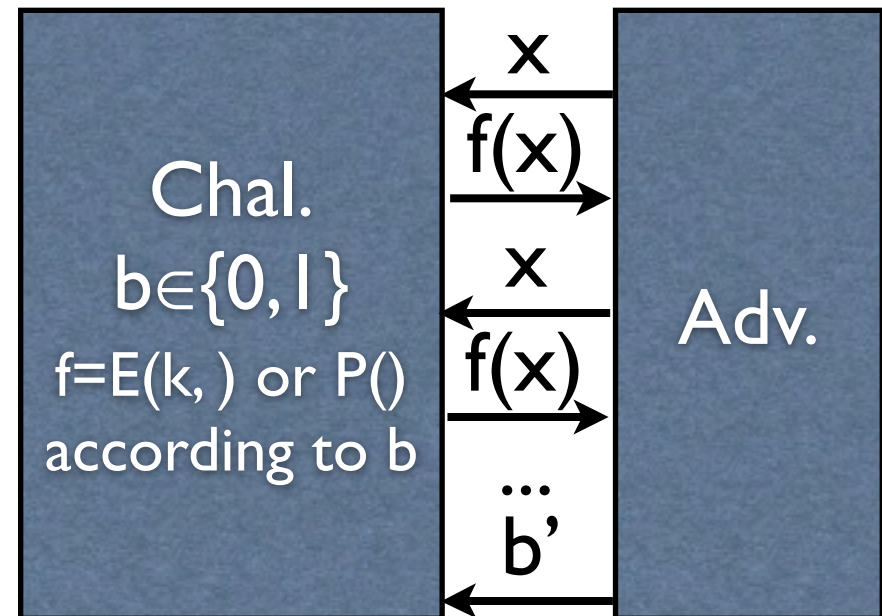 Chal.
b∈{0,1}
f=E(k, ) or P()
according to b
x
f(x)
x
f(x)
...
b’
Adv.